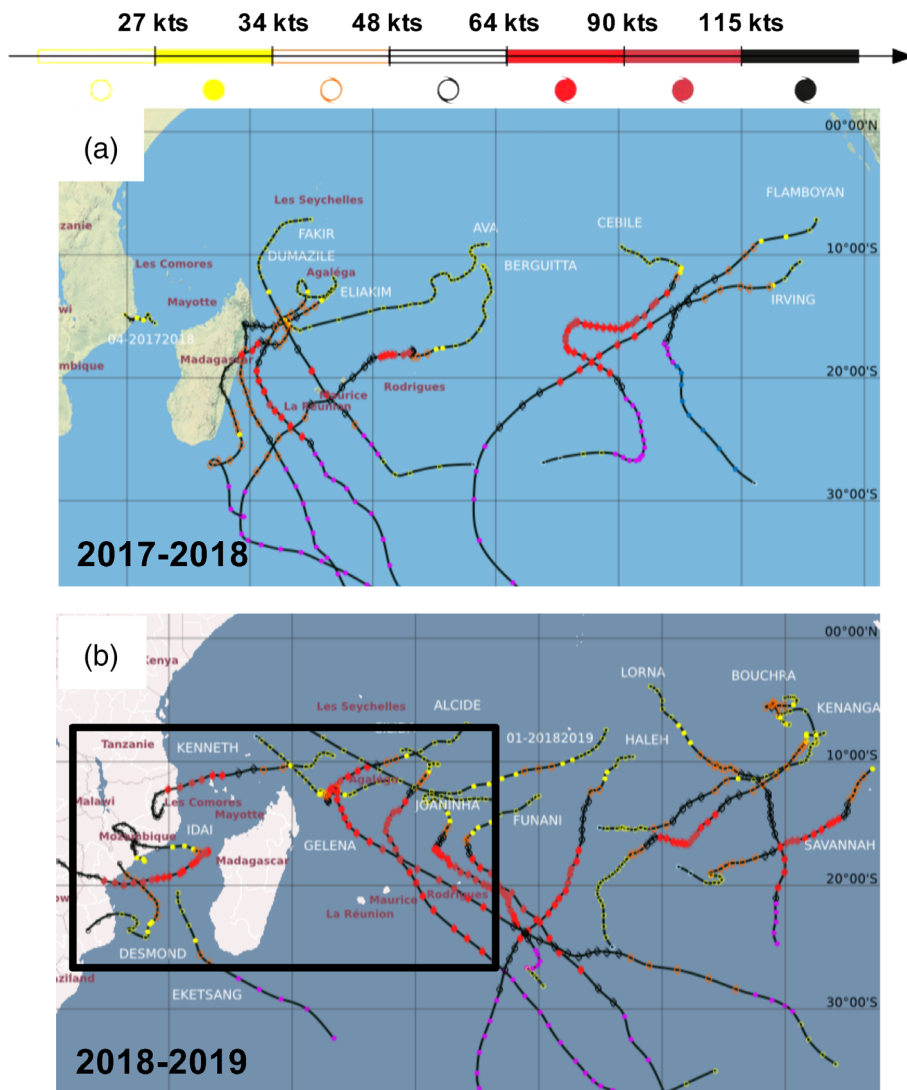 27 kts 34 kts 48 kts 64 kts 90 kts 115 kts
(a)
00°00'N
FLAMBOYAN
Les Seychelles
zanie
CEBILE
AVA
FAKIR
10°00'S
DUMAZILE
Les Comores
Agaléga
BERGUITTA
ELIAKIM
IRVING
Mayotte
wi
04-20172018
Madagascar
mbique
20°00'S
Rodrigues
Maurice
La Réunion
30°00'S
2017-2018
(b)
00°00'N
Kenya
LORNA
BOUCHRA
Les Seychelles
ALCIDE
KENANGA
Tanzanie
KENNETH
01-20182019
HALEH
10°00'S
Agaléga
Malawi
Les Comores
JOANINHA
Mayotte
FUNANI
Mozambique
IDAI
GELENA
SAVANNAH
Madagascar
20°00'S
Maurice
Rodrigues
La Réunion
DESMOND
ziland
EKETSANG
30°00'S
2018-2019